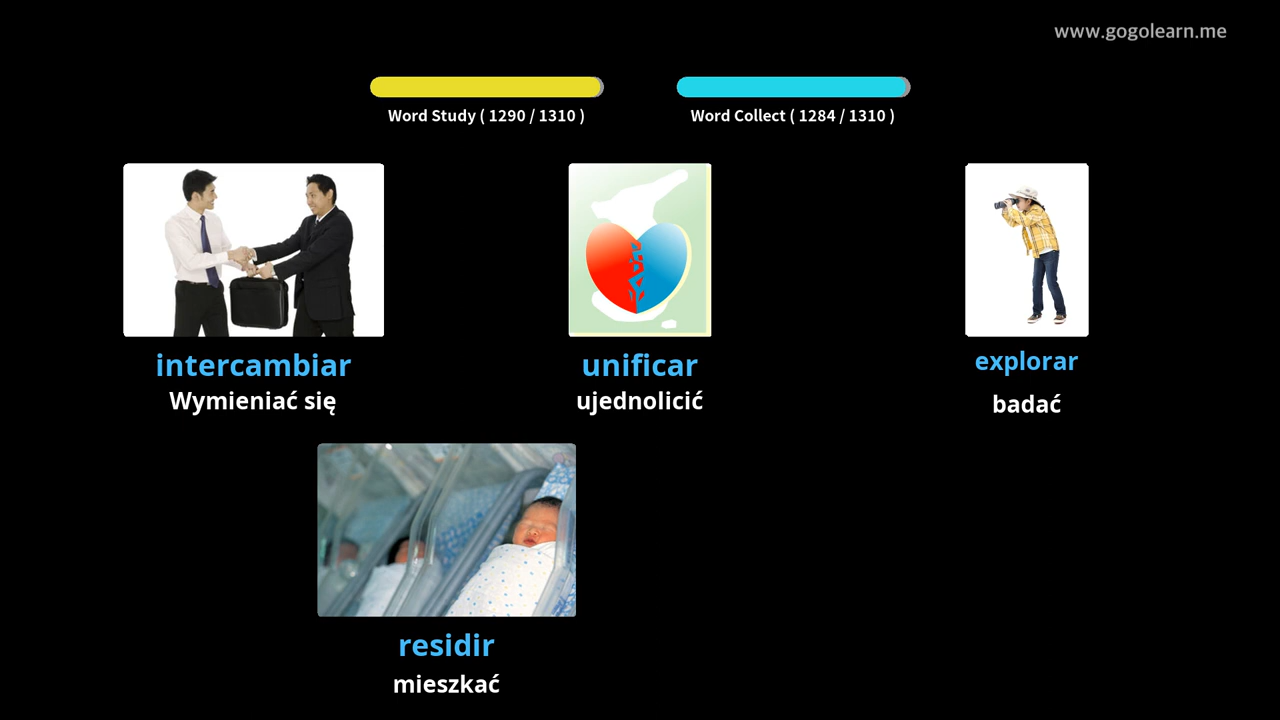 www.gogolearn.me
Word Study ( 1290 / 1310 )
Word Collect ( 1284 / 1310 )
intercambiar
Wymieniać się
unificar
ujednolicić
explorar
badać
residir
mieszkać